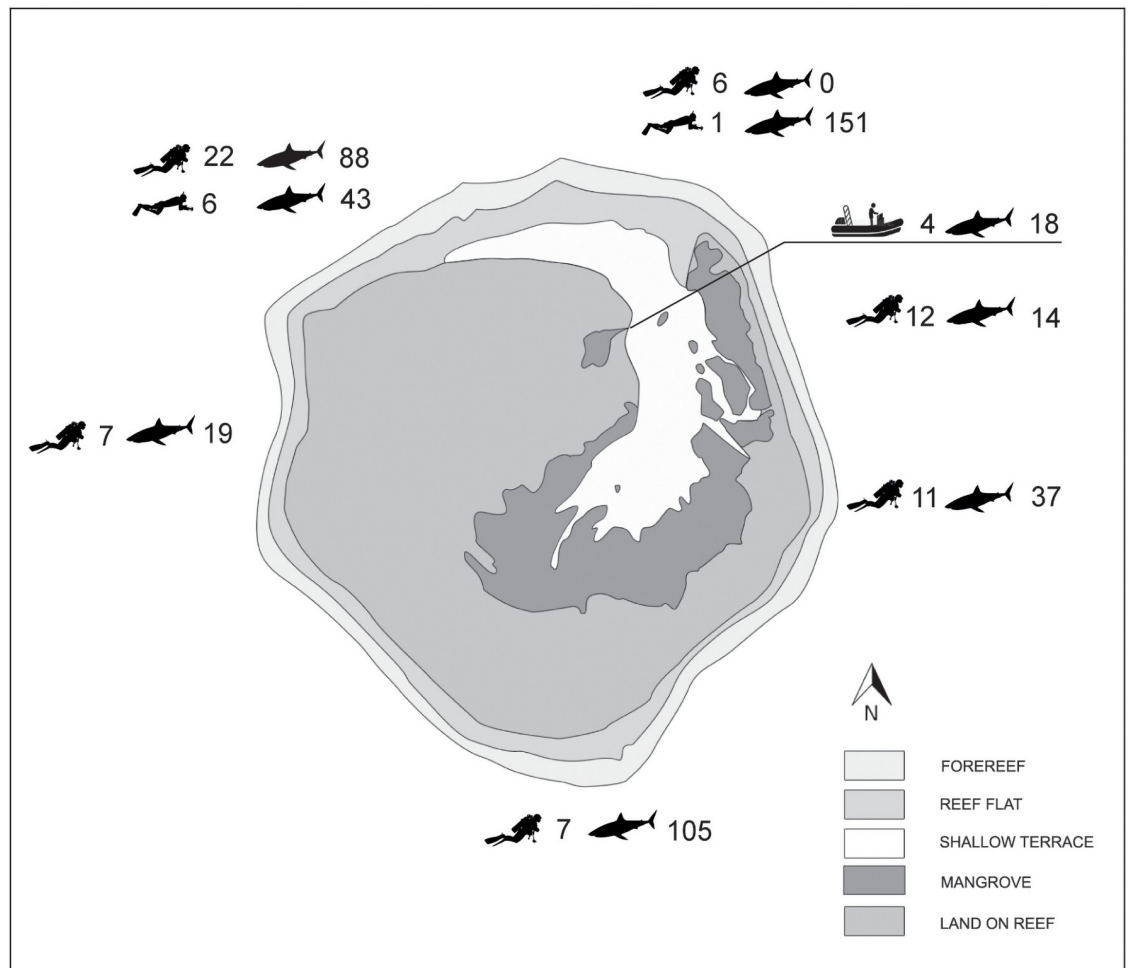 6 0
1 151
22 88
6 43
4 18
12 14
7 19
11 37
7 105
N
FOREREEF
REEF FLAT
SHALLOW TERRACE
MANGROVE
LAND ON REEF